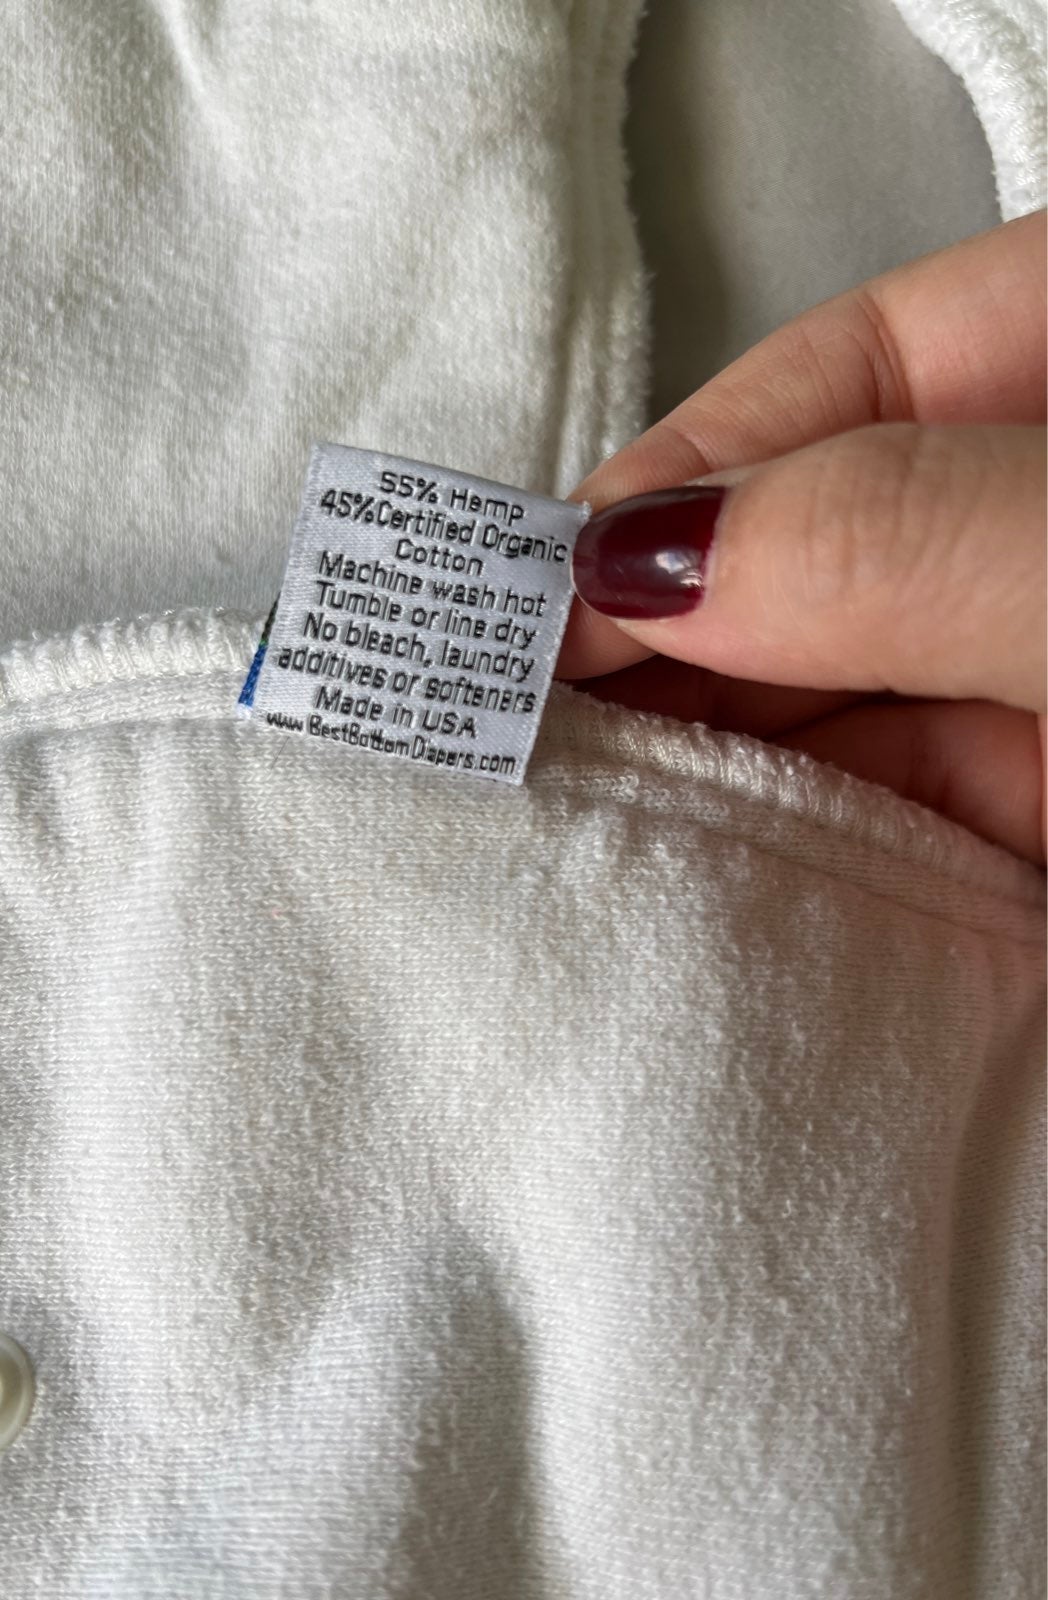 55% Hemp
45%Certified Organic
Cotton
Machine wash hot
Tumble or line dry
No bleach, laundry
additives or softeners
Made in USA
www.BestBottomDiapers.com